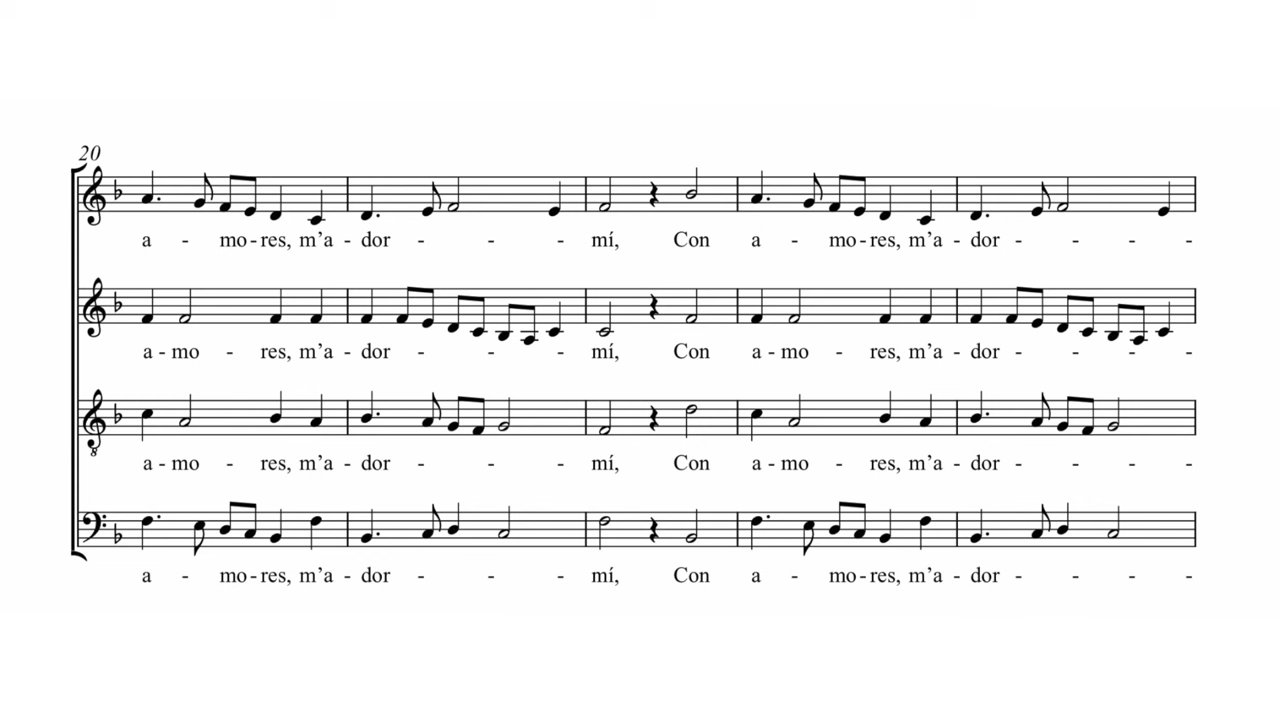 20
a - mo - res, m’a - dor - - - mí, Con a - mo - res, m’a - dor - - - -
a - mo - res, m’a - dor - - - mí, Con a - mo - res, m’a - dor - - - -
8
a - mo - res, m’a - dor - - - mí, Con a - mo - res, m’a - dor - - - -
a - mo - res, m’a - dor - - - mí, Con a - mo - res, m’a - dor - - - -